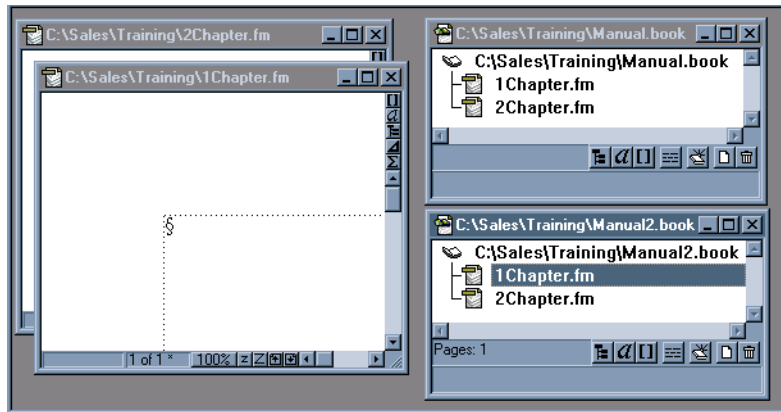 C:\Sales\Training\2Chapter.fm
C:\Sales\Training\1Chapter.fm
§
1 of 1 * 100% z Z
C:\Sales\Training\Manual.book
C:\Sales\Training\Manual.book
1Chapter.fm
2Chapter.fm
C:\Sales\Training\Manual2.book
C:\Sales\Training\Manual2.book
1Chapter.fm
2Chapter.fm
Pages: 1